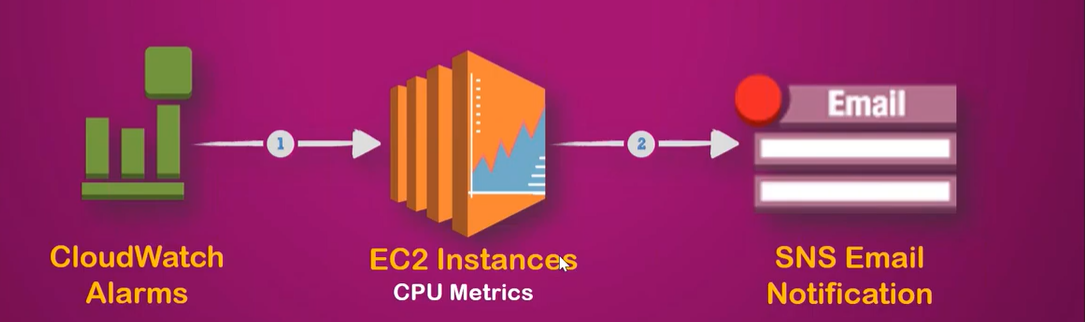 1
2
Email
CloudWatch
Alarms
EC2 Instances
CPU Metrics
SNS Email
Notification